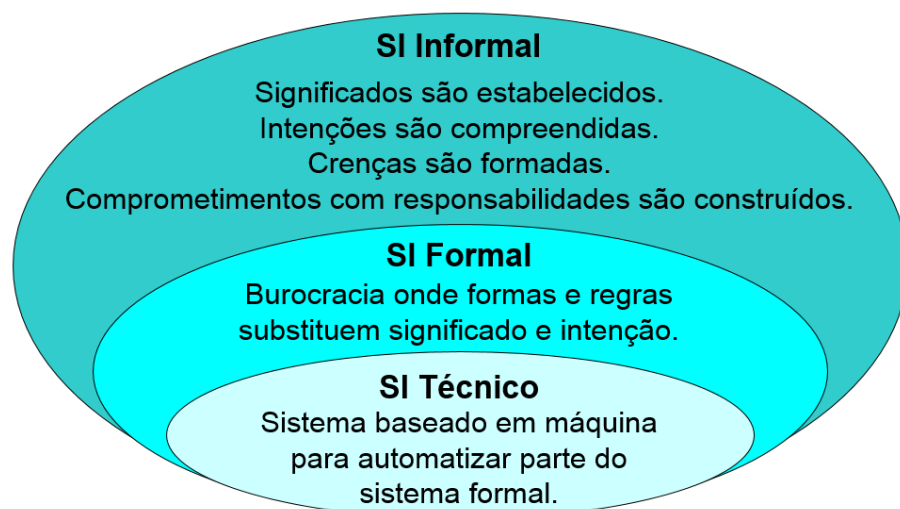 SI Informal
Significados são estabelecidos.
Intenções são compreendidas.
Crenças são formadas.
Comprometimentos com responsabilidades são construídos.
SI Formal
Burocracia onde formas e regras
substituem significado e intenção.
SI Técnico
Sistema baseado em máquina
para automatizar parte do
sistema formal.